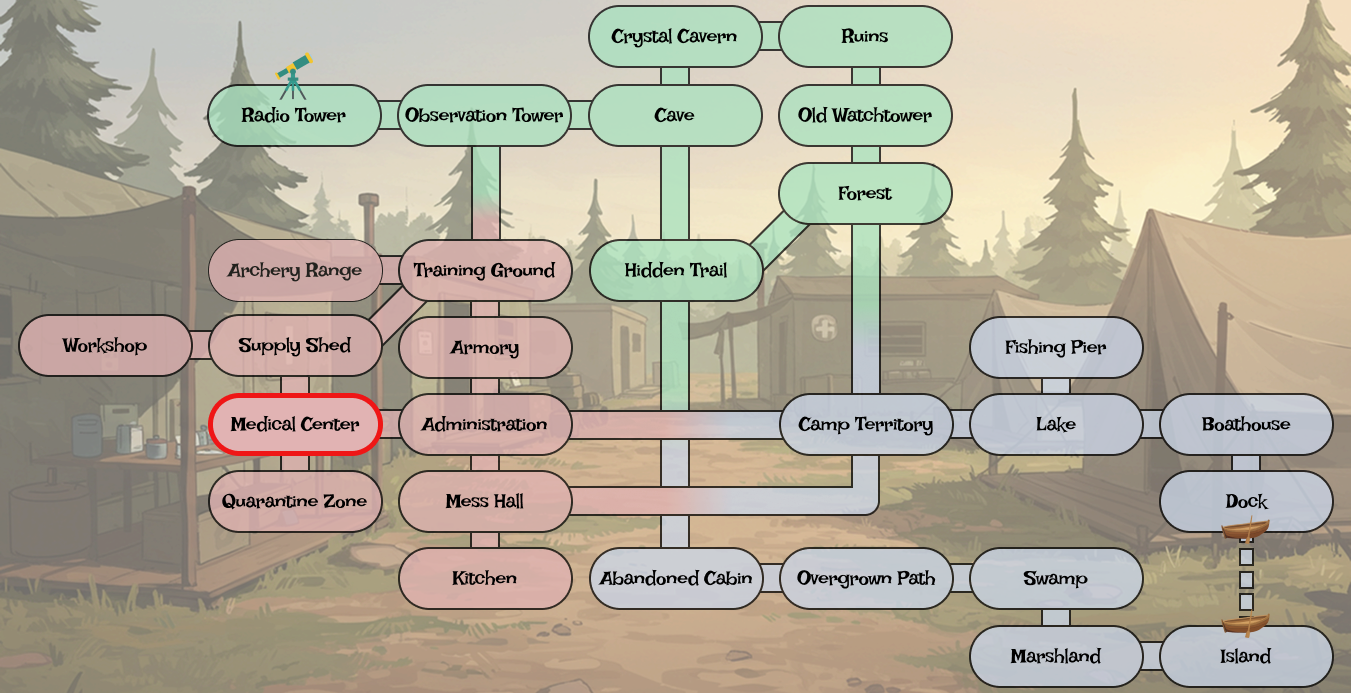 Crystal Cavern
Ruins
Radio Tower
Observation Tower
Cave
Old Watchtower
Forest
Archery Range
Training Ground
Hidden Trail
Workshop
Supply Shed
Armory
Fishing Pier
Medical Center
Administration
Camp Territory
Lake
Boathouse
Quarantine Zone
Mess Hall
Dock
Kitchen
Abandoned Cabin
Overgrown Path
Swamp
Marshland
Island